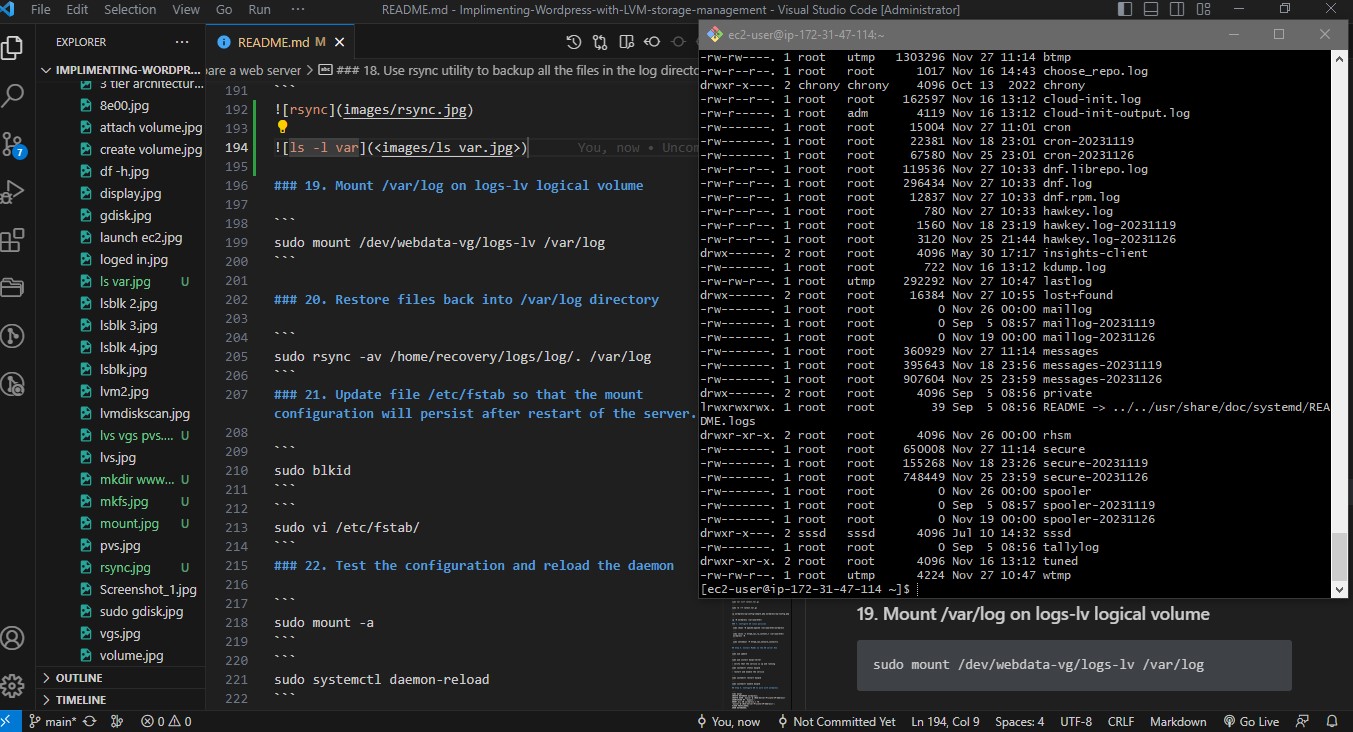 File Edit Selection View Go Run ··· README.md - Implimenting-Wordpress-with-LVM-storage-management - Visual Studio Code [Administrator]
EXPLORER ···
IMPLIMENTING-WORDPR...
3 tier architectur...
8e00.jpg
attach volume.jpg
create volume.jpg
df -h.jpg
display.jpg
gdisk.jpg
launch ec2.jpg
loged in.jpg
ls var.jpg U
lsblk 2.jpg
lsblk 3.jpg
lsblk 4.jpg
lsblk.jpg
lvm2.jpg
lvmdiskscan.jpg
lvs vgs pvs.... U
lvs.jpg
mkdir www... U
mkfs.jpg U
mount.jpg U
pvs.jpg
rsync.jpg U
Screenshot_1.jpg
sudo gdisk.jpg
vgs.jpg
volume.jpg
OUTLINE
TIMELINE
7
README.md M
pare a web server > ### 18. Use rsync utility to backup all the files in the log directo
191 ```
192 ![rsync](images/rsync.jpg)
193
194 ![ls -l var](<images/ls var.jpg>) You, now • Uncom
195
196 ### 19. Mount /var/log on logs-lv logical volume
197
198 ```
199 sudo mount /dev/webdata-vg/logs-lv /var/log
200 ```
201
202 ### 20. Restore files back into /var/log directory
203
204 ```
205 sudo rsync -av /home/recovery/logs/log/. /var/log
206 ```
207 ### 21. Update file /etc/fstab so that the mount
configuration will persist after restart of the server.
208
209 ```
210 sudo blkid
211 ```
212 ```
213 sudo vi /etc/fstab/
214 ```
215 ### 22. Test the configuration and reload the daemon
216
217 ```
218 sudo mount -a
219 ```
220 ```
221 sudo systemctl daemon-reload
222 ```
ec2-user@ip-172-31-47-114:~
-rw-rw----. 1 root utmp 1303296 Nov 27 11:14 btmp
-rw-r--r--. 1 root root 1017 Nov 16 14:43 choose_repo.log
drwxr-x---. 2 chrony chrony 4096 Oct 13 2022 chrony
-rw-r--r--. 1 root root 162597 Nov 16 13:12 cloud-init.log
-rw-r-----. 1 root adm 4119 Nov 16 13:12 cloud-init-output.log
-rw-------. 1 root root 15004 Nov 27 11:01 cron
-rw-------. 1 root root 22381 Nov 18 23:01 cron-20231119
-rw-------. 1 root root 67580 Nov 25 23:01 cron-20231126
-rw-r--r--. 1 root root 119536 Nov 27 10:33 dnf.librepo.log
-rw-r--r--. 1 root root 296434 Nov 27 10:33 dnf.log
-rw-r--r--. 1 root root 12837 Nov 27 10:33 dnf.rpm.log
-rw-r--r--. 1 root root 780 Nov 27 10:33 hawkey.log
-rw-r--r--. 1 root root 1560 Nov 18 23:19 hawkey.log-20231119
-rw-r--r--. 1 root root 3120 Nov 25 21:44 hawkey.log-20231126
drwx------. 2 root root 4096 May 30 17:17 insights-client
-rw-------. 1 root root 722 Nov 16 13:12 kdump.log
-rw-rw-r--. 1 root utmp 292292 Nov 27 10:47 lastlog
drwx------. 2 root root 16384 Nov 27 10:55 lost+found
-rw-------. 1 root root 0 Nov 26 00:00 maillog
-rw-------. 1 root root 0 Sep 5 08:57 maillog-20231119
-rw-------. 1 root root 0 Nov 19 00:00 maillog-20231126
-rw-------. 1 root root 360929 Nov 27 11:14 messages
-rw-------. 1 root root 395643 Nov 18 23:56 messages-20231119
-rw-------. 1 root root 907604 Nov 25 23:59 messages-20231126
drwx------. 2 root root 4096 Sep 5 08:56 private
lrwxrwxrwx. 1 root root 39 Sep 5 08:56 README -> ../../usr/share/doc/systemd/REA
DME.logs
drwxr-xr-x. 2 root root 4096 Nov 26 00:00 rhsm
-rw-------. 1 root root 650008 Nov 27 11:14 secure
-rw-------. 1 root root 155268 Nov 18 23:26 secure-20231119
-rw-------. 1 root root 748449 Nov 25 23:59 secure-20231126
-rw-------. 1 root root 0 Nov 26 00:00 spooler
-rw-------. 1 root root 0 Sep 5 08:57 spooler-20231119
-rw-------. 1 root root 0 Nov 19 00:00 spooler-20231126
drwxr-x---. 2 sssd sssd 4096 Jul 10 14:32 sssd
-rw-------. 1 root root 0 Sep 5 08:56 tallylog
drwxr-xr-x. 2 root root 4096 Nov 16 13:12 tuned
-rw-rw-r--. 1 root utmp 4224 Nov 27 10:47 wtmp
[ec2-user@ip-172-31-47-114 ~]$
19. Mount /var/log on logs-lv logical volume
sudo mount /dev/webdata-vg/logs-lv /var/log
main* 0 0 You, now Not Committed Yet Ln 194, Col 9 Spaces: 4 UTF-8 CRLF Markdown Go Live